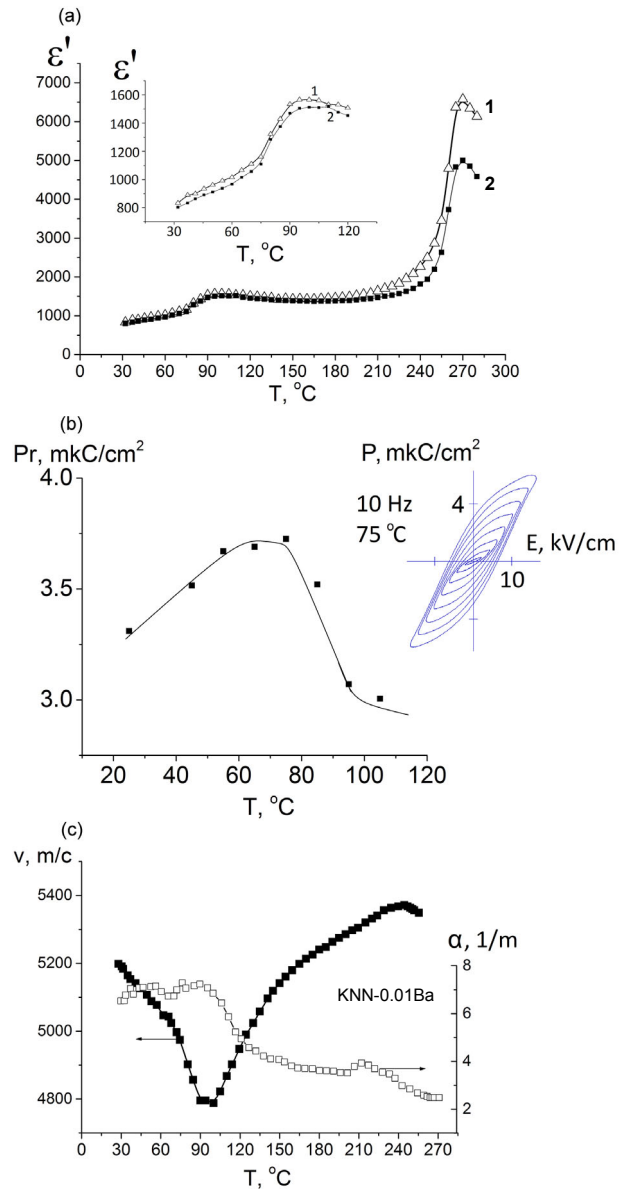 (a)
ε'
7000
6000
5000
4000
3000
2000
1000
0
30 60 90 120 150 180 210 240 270 300
T, °C
1
2
ε'
1600
1400
1200
1000
800
30 60 90 120
T, °C
1
2
(b)
Pr, mkC/cm²
4.0
3.5
3.0
20 40 60 80 100 120
T, °C
P, mkC/cm²
10 Hz
75 °C
4
E, kV/cm
10
(c)
v, m/c
5400
5200
5000
4800
0 30 60 90 120 150 180 210 240 270
T, °C
α, 1/m
8
6
4
2
KNN-0.01Ba